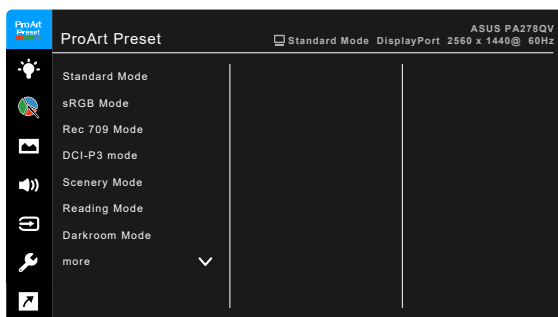 ProArt
Preset
ProArt Preset
ASUS PA278QV
Standard Mode DisplayPort 2560 x 1440@ 60Hz
Standard Mode
sRGB Mode
Rec 709 Mode
DCI-P3 mode
Scenery Mode
Reading Mode
Darkroom Mode
more